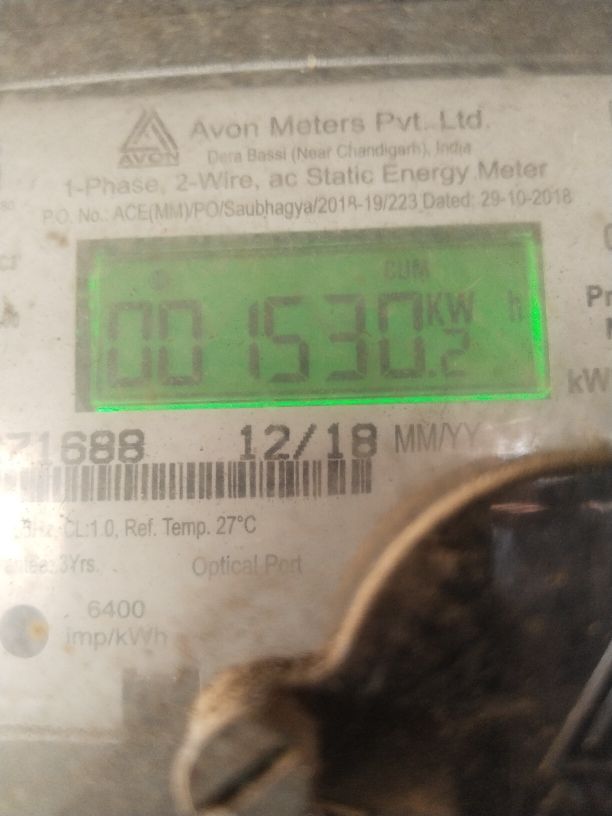 AVON
Avon Meters Pvt. Ltd.
Dera Bassi (Near Chandigarh), India
1-Phase, 2-Wire, ac Static Energy Meter
P.O. No.: ACE(MM)/PO/Saubhagya/2018-19/223 Dated: 29-10-2018
CUM
001530.2 KW h
71688 12/18 MM/YY
CL:1.0, Ref. Temp. 27°C
3Yrs. Optical Port
6400
imp/kWh